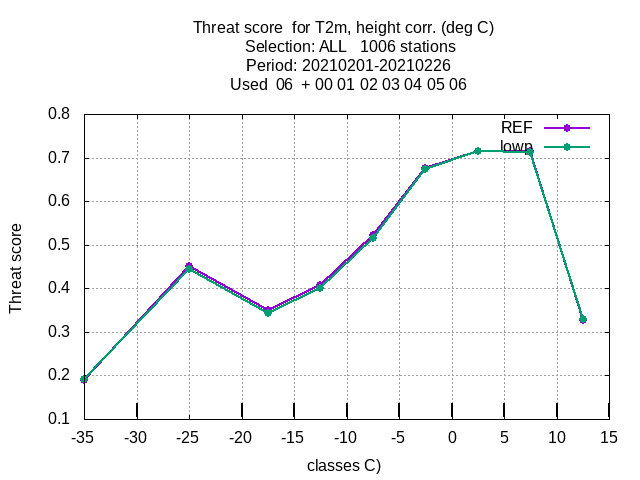 Threat score  for T2m, height corr. (deg C)
Selection: ALL   1006 stations
Period: 20210201-20210226
Used  06  + 00 01 02 03 04 05 06
REF
lowp
Threat score
0.8
0.7
0.6
0.5
0.4
0.3
0.2
0.1
-35 -30 -25 -20 -15 -10 -5 0 5 10 15
classes C)